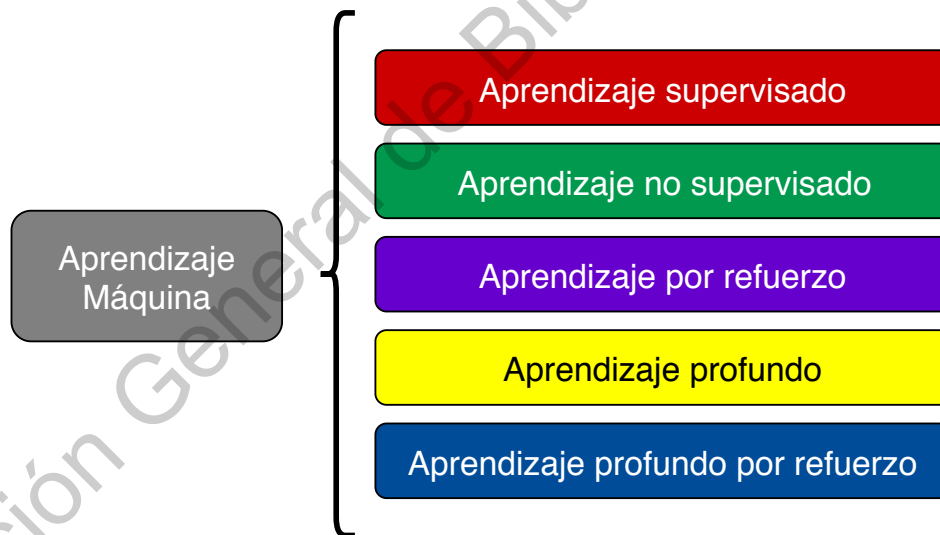 Aprendizaje
Máquina
Aprendizaje supervisado
Aprendizaje no supervisado
Aprendizaje por refuerzo
Aprendizaje profundo
Aprendizaje profundo por refuerzo
General de